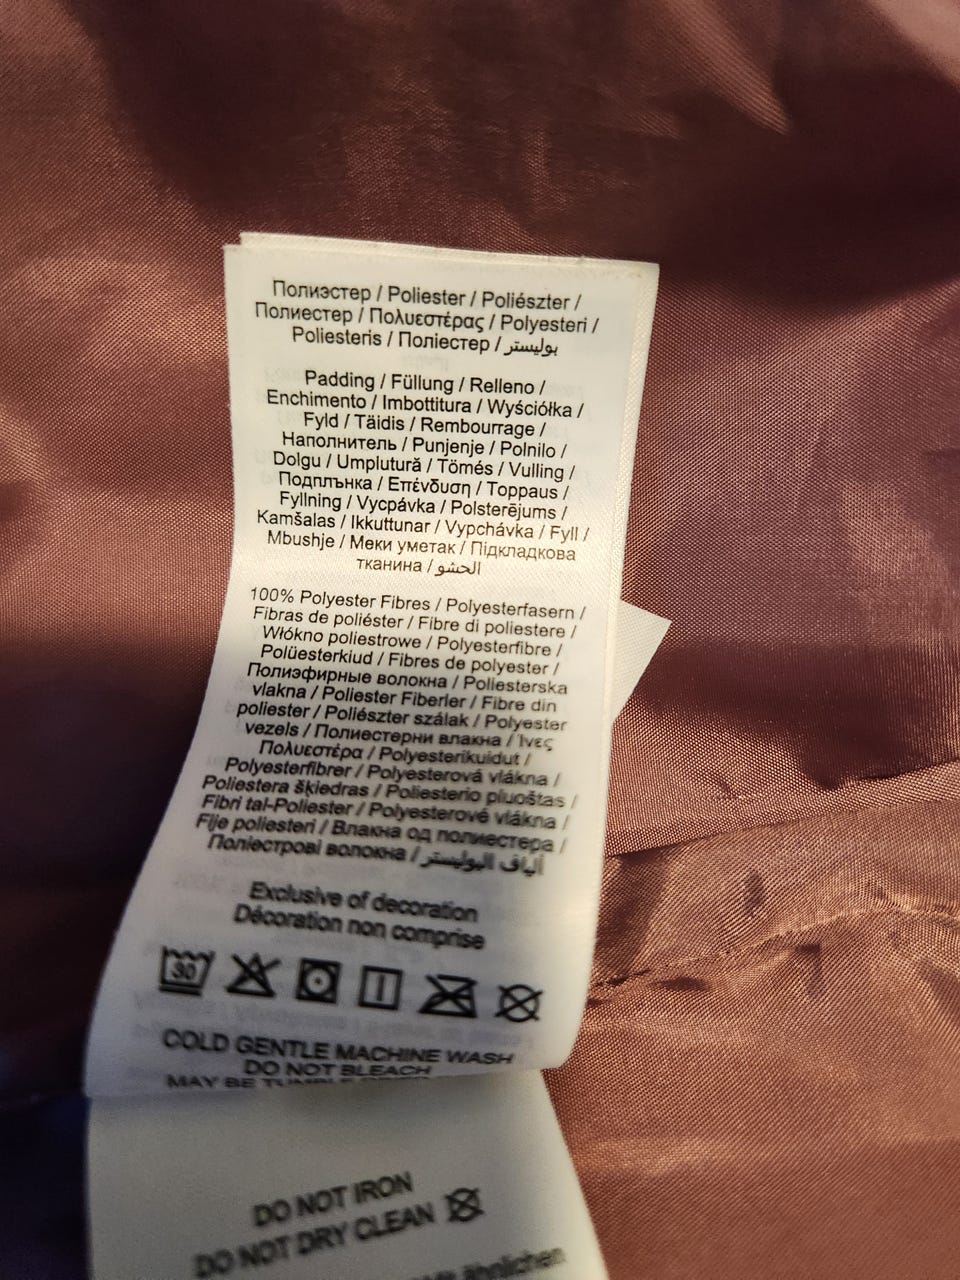 Полиэстер / Poliester / Poliészter /
Полиестер / Πολυεστέρας / Polyesteri /
Poliesteris / Поліестер / بوليستر
Padding / Füllung / Relleno /
Enchimento / Imbottitura / Wyściółka /
Fyld / Täidis / Rembourrage /
Наполнитель / Punjenje / Polnilo /
Dolgu / Umplutură / Tömés / Vulling /
Подплънка / Επένδυση / Toppaus /
Fyllning / Vycpávka / Polsterējums /
Kamšalas / Ikkuttunar / Vypchávka / Fyll /
Mbushje / Меки уметак / Підкладкова
тканина / الحشو
100% Polyester Fibres / Polyesterfasern /
Fibras de poliéster / Fibre di poliestere /
Włókno poliestrowe / Polyesterfibre /
Polüesterkiud / Fibres de polyester /
Полиэфирные волокна / Poliesterska
vlakna / Poliester Fiberler / Fibre din
poliester / Poliészter szálak / Polyester
vezels / Полиестерни влакна / Ίνες
Πολυεστέρα / Polyesterikuidut /
Polyesterfibrer / Polyesterová vlákna /
Poliestera šķiedras / Poliesterio pluoštas /
Fibri tal-Poliester / Polyesterové vlákna /
Fije poliesteri / Влакна од полиестера /
Поліестрові волокна / ألياف البوليستر
Exclusive of decoration
Décoration non comprise
30
COLD GENTLE MACHINE WASH
DO NOT BLEACH
MAY BE TUMBLE DRIED
DO NOT IRON
DO NOT DRY CLEAN
ähnlichen